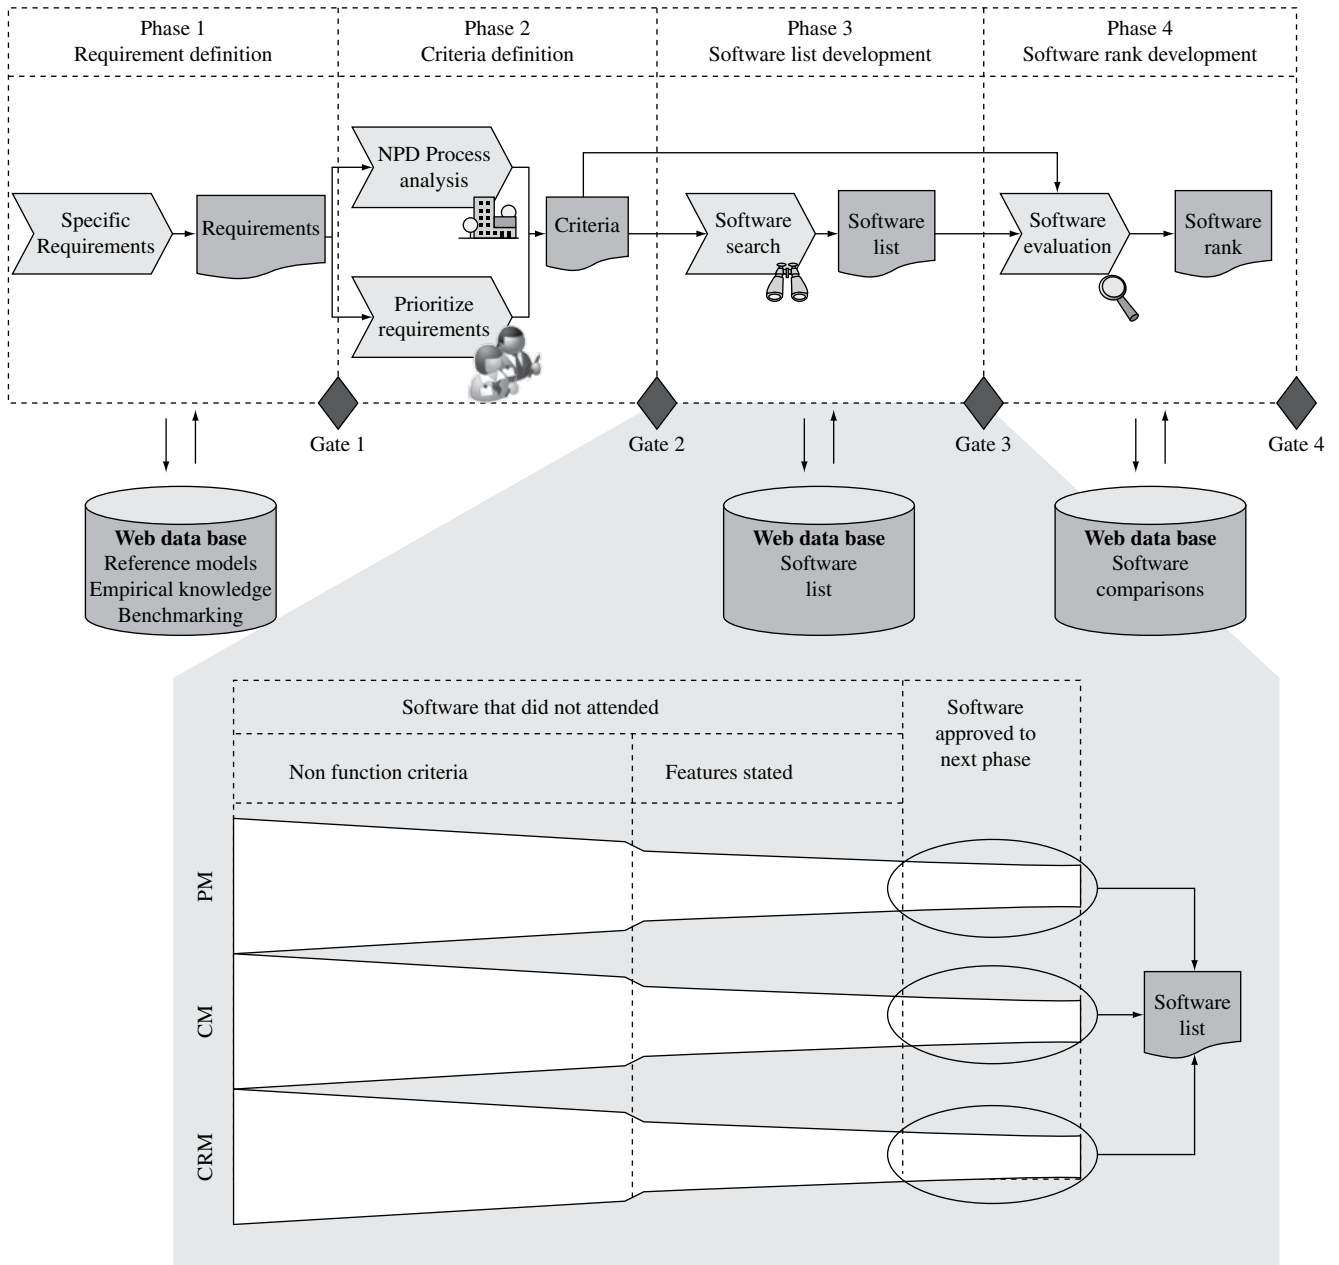 Phase 1
Requirement definition
Phase 2
Criteria definition
Phase 3
Software list development
Phase 4
Software rank development
Specific
Requirements
Requirements
NPD Process
analysis
Prioritize
requirements
Criteria
Software
search
Software
list
Software
evaluation
Software
rank
Gate 1
Gate 2
Gate 3
Gate 4
Web data base
Reference models
Empirical knowledge
Benchmarking
Web data base
Software
list
Web data base
Software
comparisons
Software that did not attended
Software
approved to
next phase
Non function criteria
Features stated
PM
CM
CRM
Software
list